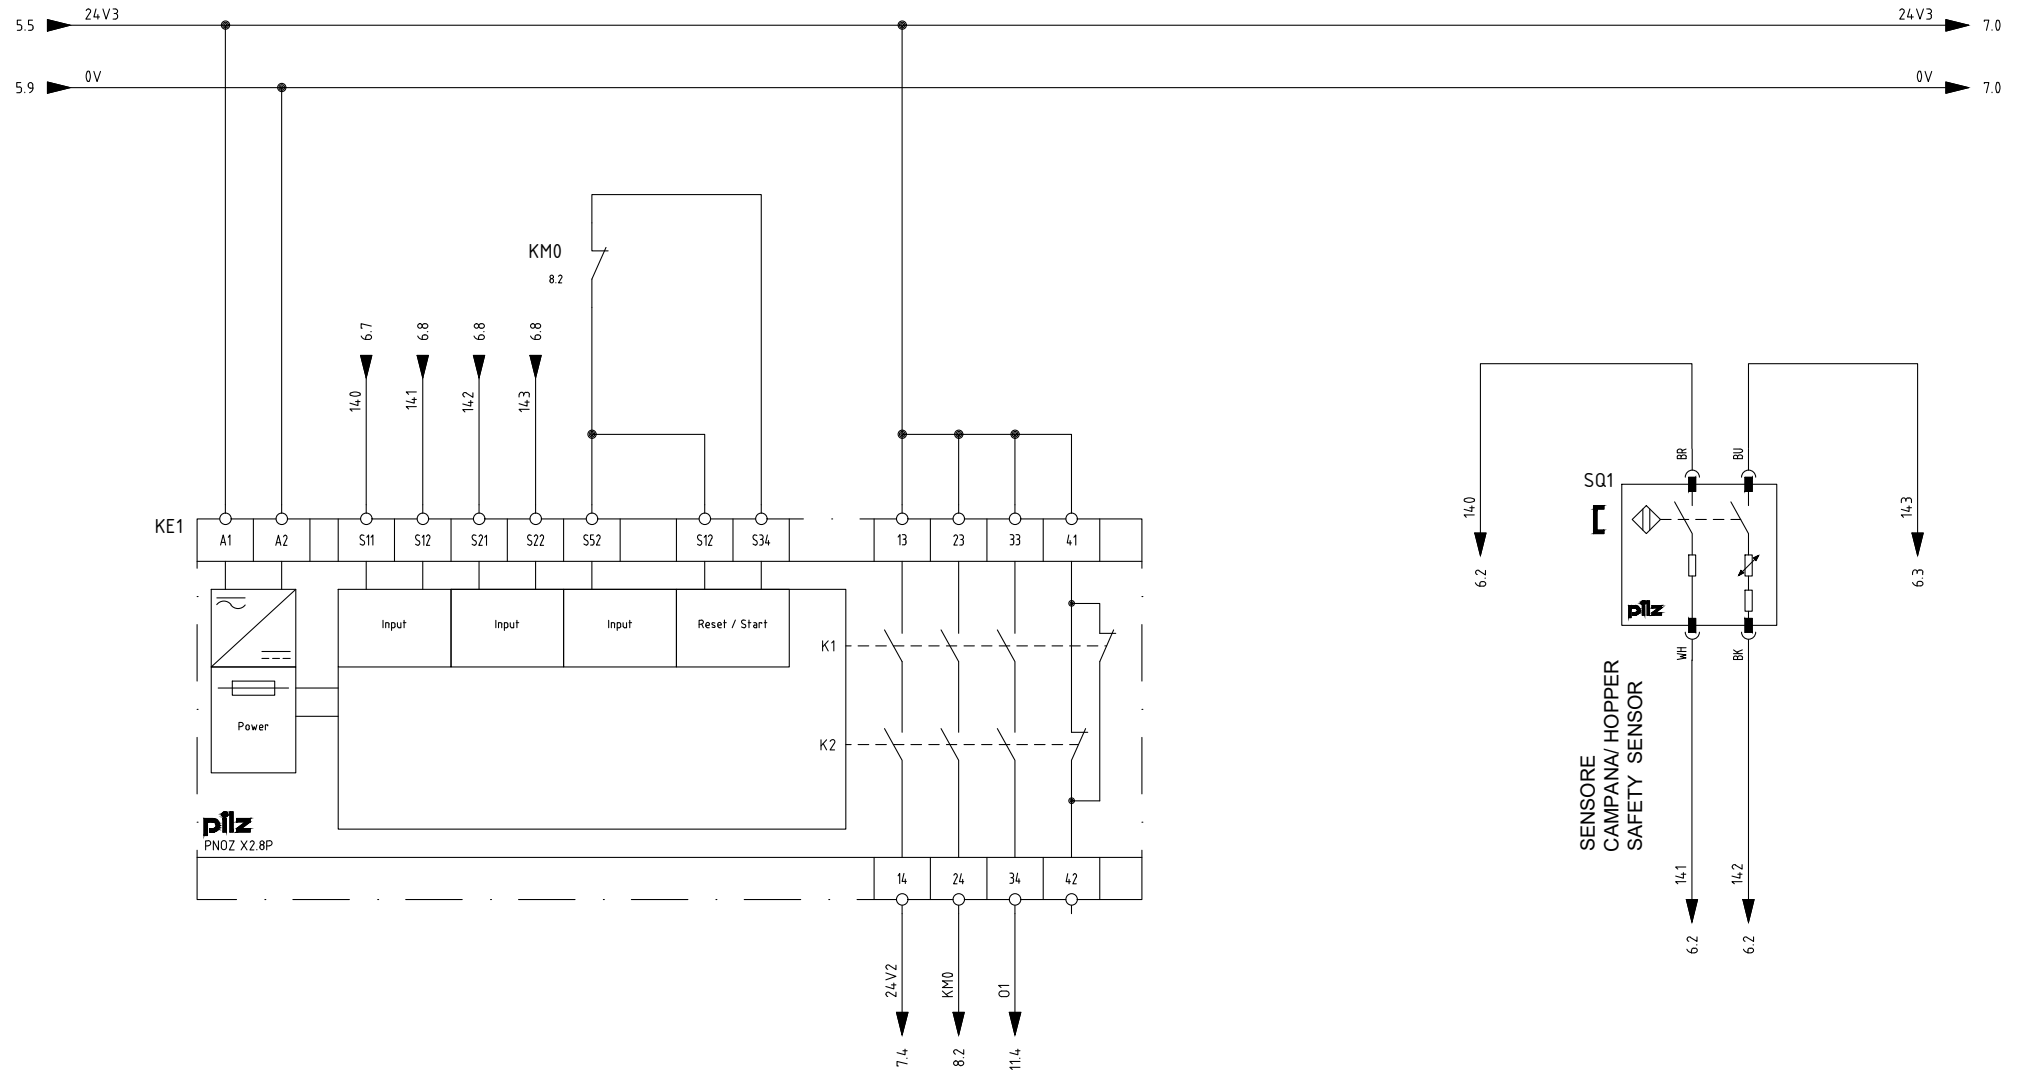 5.5 24V3 24V3 7.0
5.9 0V 0V 7.0
KM0
8.2
6.7 6.8 6.8 6.8
140 141 142 143
KE1
A1 A2 S11 S12 S21 S22 S52 S12 S34 13 23 33 41
Input Input Input Reset / Start
K1
Power
K2
pilz
PNOZ X2.8P
14 24 34 42
24V2 KM0 O1
7.4 8.2 11.4
BR BU
SQ1
140 143
6.2 6.3
pilz
WH BK
SENSORE
CAMPANA/ HOPPER
SAFETY SENSOR
141 142
6.2 6.2